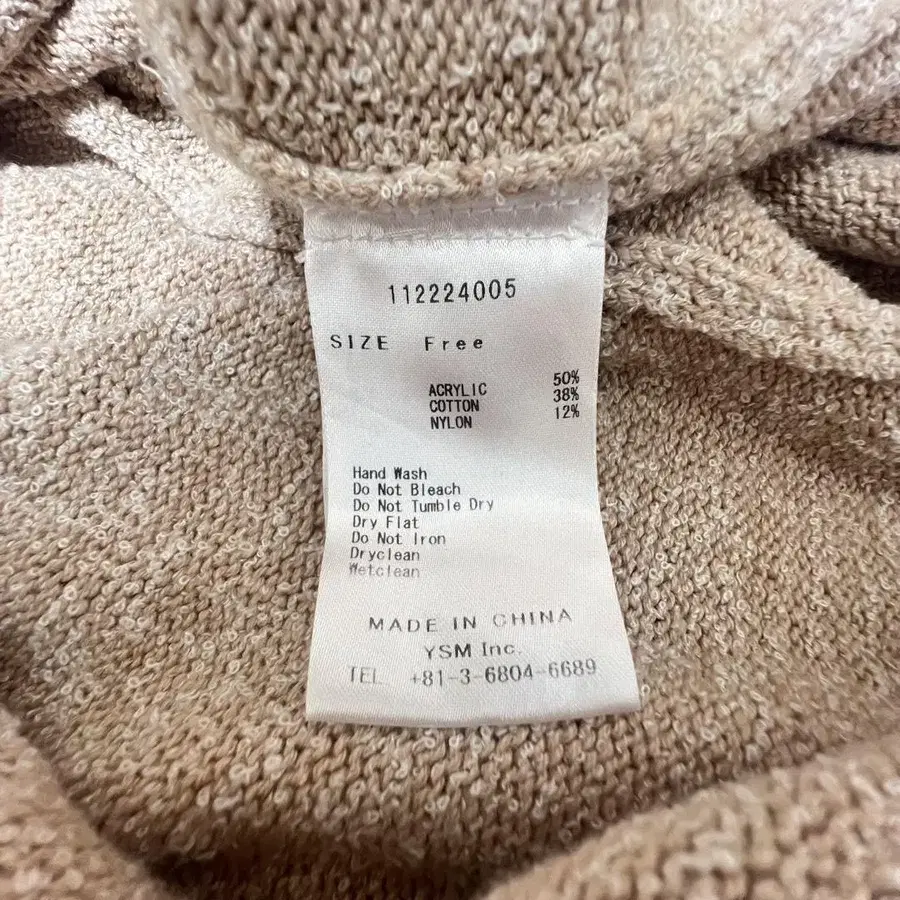 112224005
SIZE Free
ACRYLIC 50%
COTTON 38%
NYLON 12%
Hand Wash
Do Not Bleach
Do Not Tumble Dry
Dry Flat
Do Not Iron
Dryclean
Wetclean
MADE IN CHINA
YSM Inc.
TEL. +81-3-6804-6689